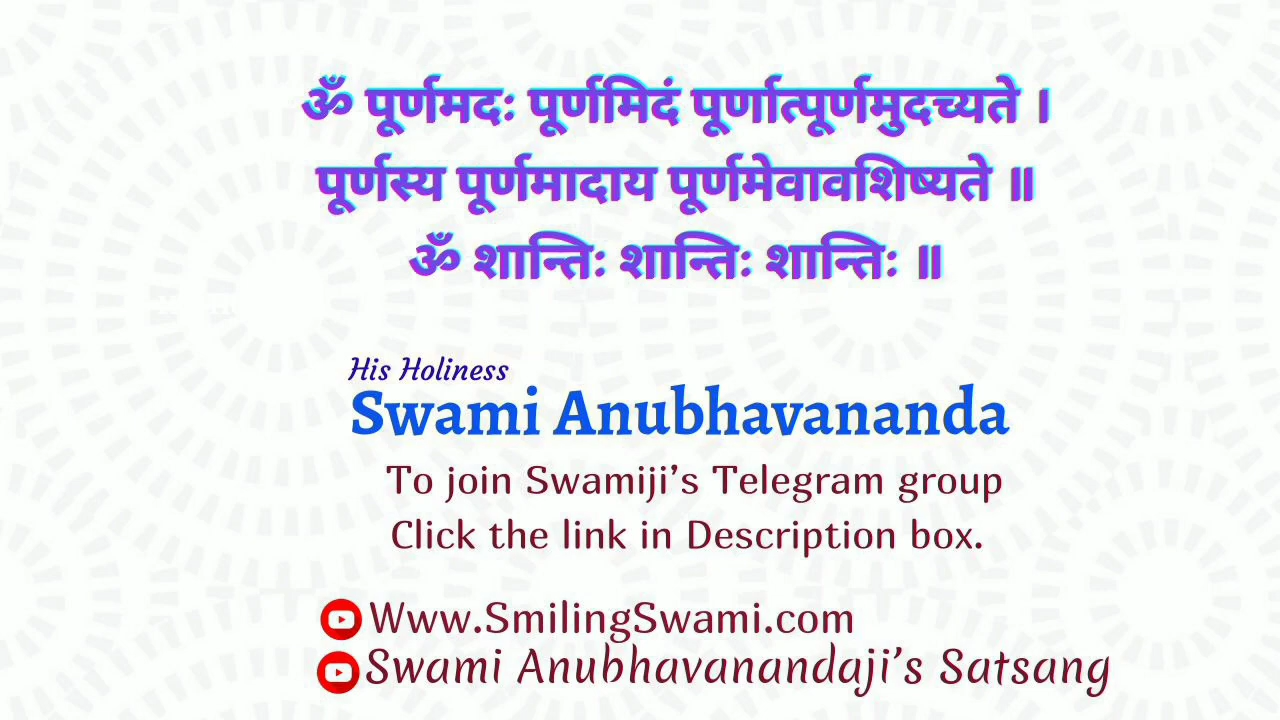 ॐ पूर्णमदः पूर्णमिदं पूर्णात्पूर्णमुदच्यते ।
पूर्णस्य पूर्णमादाय पूर्णमेवावशिष्यते ॥
ॐ शान्तिः शान्तिः शान्तिः ॥
His Holiness
Swami Anubhavananda
To join Swamiji’s Telegram group
Click the link in Description box.
Www.SmilingSwami.com
Swami Anubhavanandaji’s Satsang